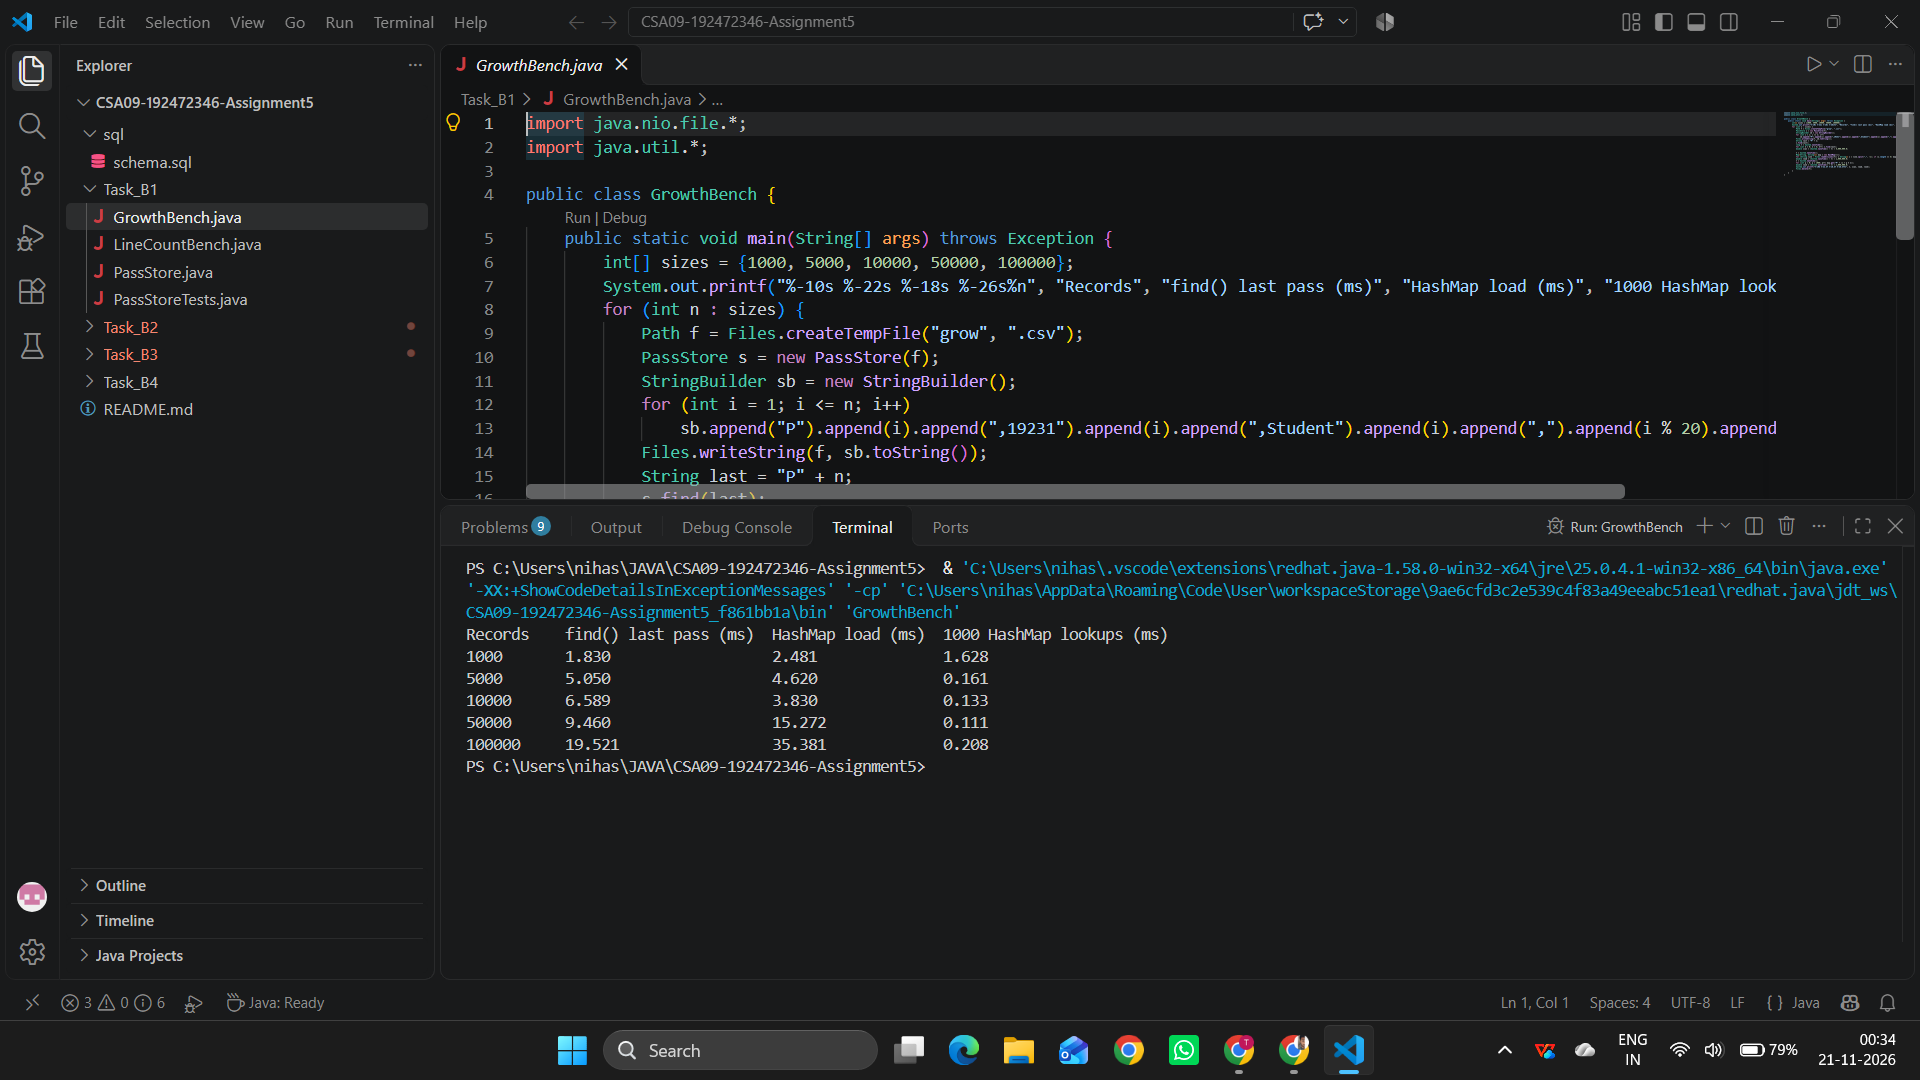 File Edit Selection View Go Run Terminal Help
CSA09-192472346-Assignment5
Explorer
CSA09-192472346-Assignment5
sql
schema.sql
Task_B1
GrowthBench.java
LineCountBench.java
PassStore.java
PassStoreTests.java
Task_B2
Task_B3
Task_B4
README.md
Outline
Timeline
Java Projects
GrowthBench.java
Task_B1 > GrowthBench.java > ...
1 import java.nio.file.*;
2 import java.util.*;
3
4 public class GrowthBench {
Run | Debug
5 public static void main(String[] args) throws Exception {
6 int[] sizes = {1000, 5000, 10000, 50000, 100000};
7 System.out.printf("%-10s %-22s %-18s %-26s%n", "Records", "find() last pass (ms)", "HashMap load (ms)", "1000 HashMap look
8 for (int n : sizes) {
9 Path f = Files.createTempFile("grow", ".csv");
10 PassStore s = new PassStore(f);
11 StringBuilder sb = new StringBuilder();
12 for (int i = 1; i <= n; i++)
13 sb.append("P").append(i).append(",19231").append(i).append(",Student").append(i).append(",").append(i % 20).append
14 Files.writeString(f, sb.toString());
15 String last = "P" + n;
16 s.find(last);
Problems 9 Output Debug Console Terminal Ports
Run: GrowthBench
PS C:\Users\nihas\JAVA\CSA09-192472346-Assignment5> & 'C:\Users\nihas\.vscode\extensions\redhat.java-1.58.0-win32-x64\jre\25.0.4.1-win32-x86_64\bin\java.exe'
'-XX:+ShowCodeDetailsInExceptionMessages' '-cp' 'C:\Users\nihas\AppData\Roaming\Code\User\workspaceStorage\9ae6cfd3c2e539c4f83a49eeabc51ea1\redhat.java\jdt_ws\
CSA09-192472346-Assignment5_f861bb1a\bin' 'GrowthBench'
Records find() last pass (ms) HashMap load (ms) 1000 HashMap lookups (ms)
1000 1.830 2.481 1.628
5000 5.050 4.620 0.161
10000 6.589 3.830 0.133
50000 9.460 15.272 0.111
100000 19.521 35.381 0.208
PS C:\Users\nihas\JAVA\CSA09-192472346-Assignment5>
3 0 6 Java: Ready
Ln 1, Col 1 Spaces: 4 UTF-8 LF { } Java
Search
ENG
IN
79%
00:34
21-11-2026